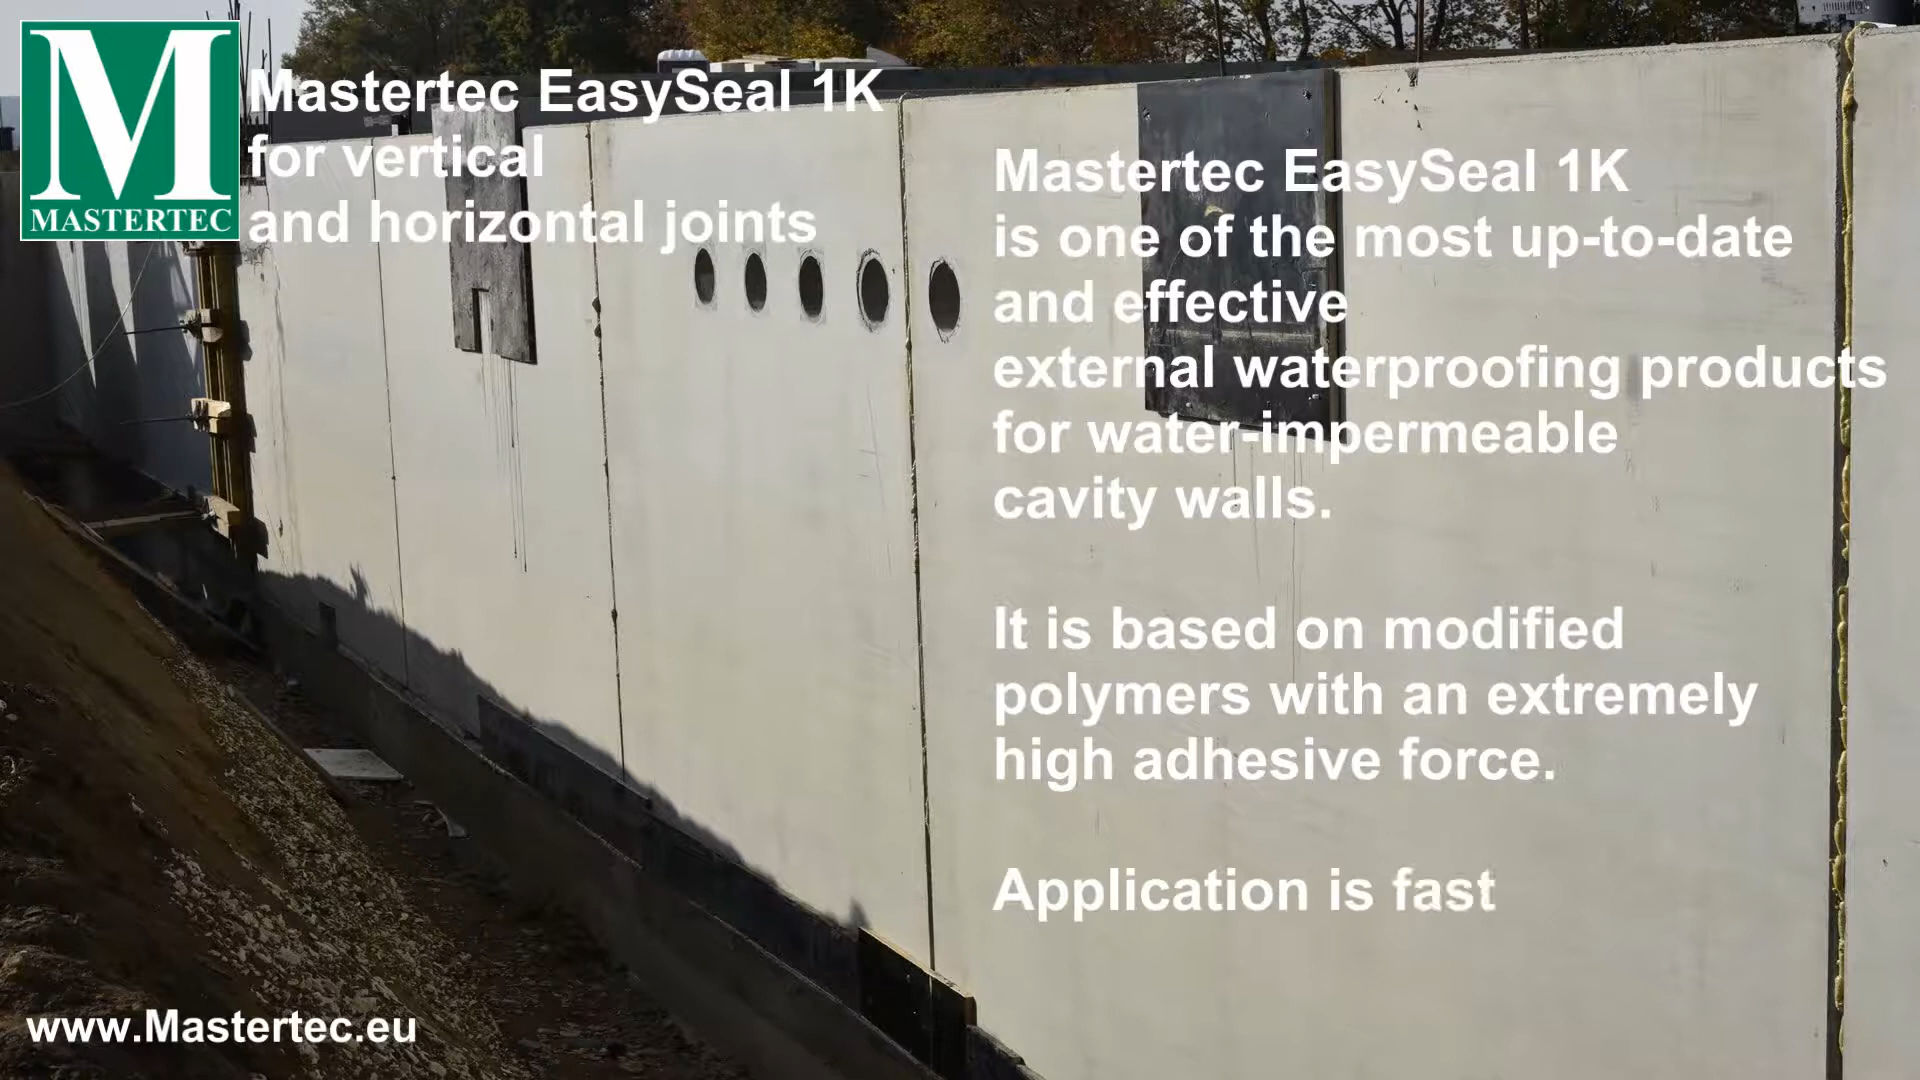 M
MASTERTEC
Mastertec EasySeal 1K
for vertical
and horizontal joints
Mastertec EasySeal 1K
is one of the most up-to-date
and effective
external waterproofing products
for water-impermeable
cavity walls.
It is based on modified
polymers with an extremely
high adhesive force.
Application is fast
www.Mastertec.eu